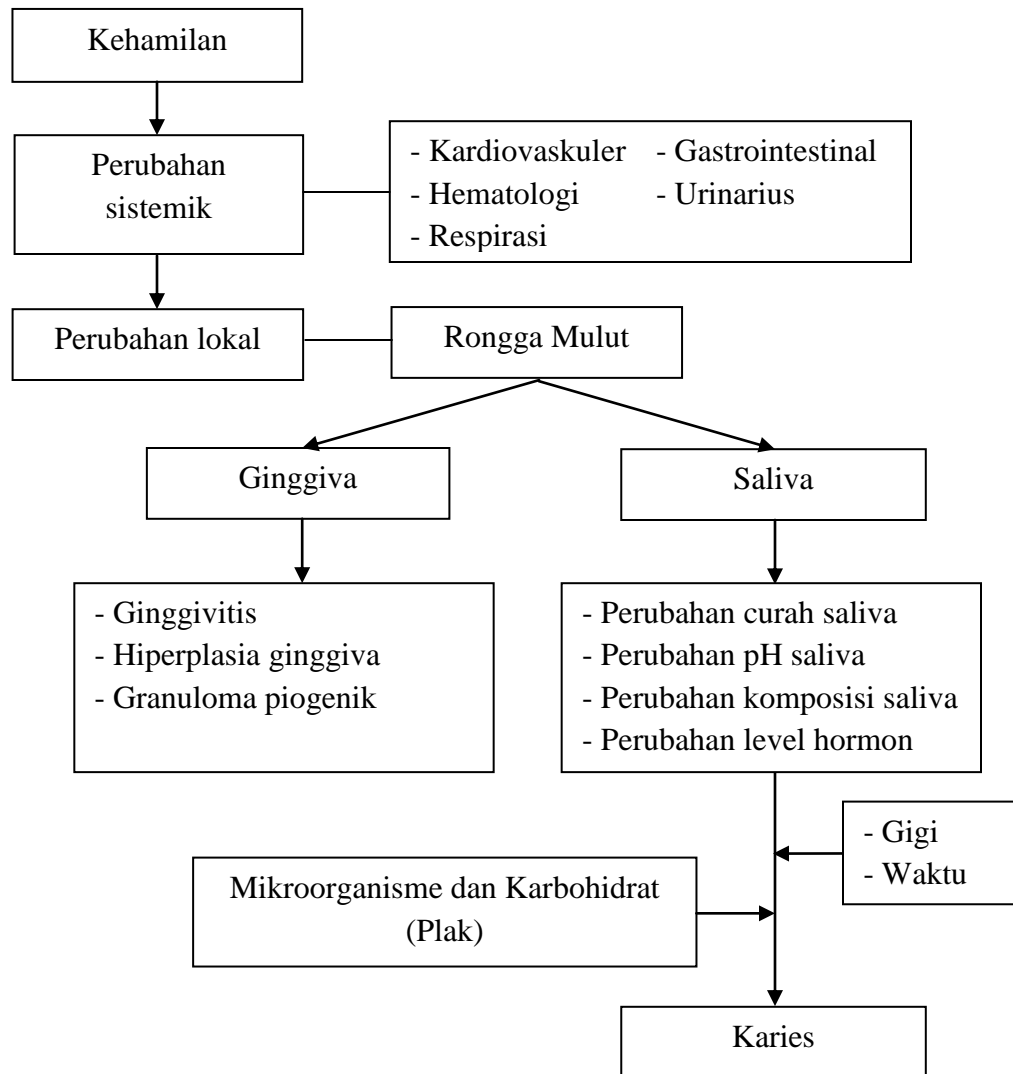 Kehamilan
Perubahan
sistemik
- Kardiovaskuler - Gastrointestinal
- Hematologi - Urinarius
- Respirasi
Perubahan lokal
Rongga Mulut
Ginggiva
Saliva
- Ginggivitis
- Hiperplasia ginggiva
- Granuloma piogenik
- Perubahan curah saliva
- Perubahan pH saliva
- Perubahan komposisi saliva
- Perubahan level hormon
- Gigi
- Waktu
Mikroorganisme dan Karbohidrat
(Plak)
Karies